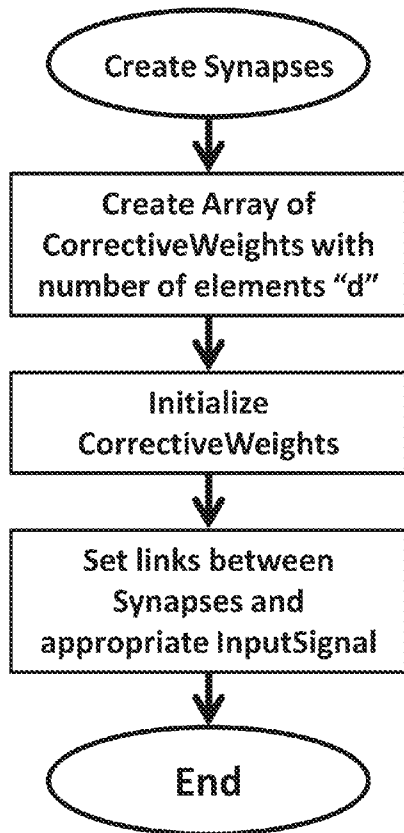 Create Synapses
Create Array of
CorrectiveWeights with
number of elements “d”
Initialize
CorrectiveWeights
Set links between
Synapses and
appropriate InputSignal
End